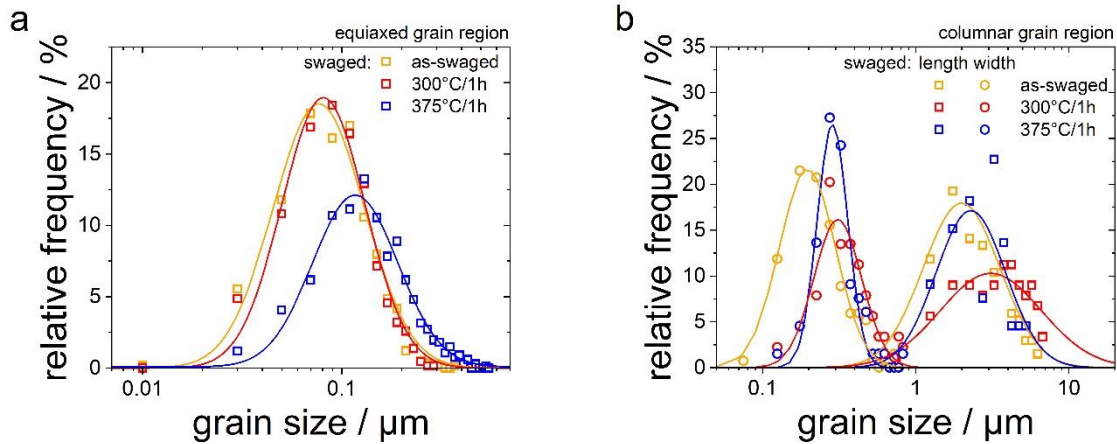 a
equiaxed grain region
swaged: as-swaged
300°C/1h
375°C/1h
relative frequency / %
20
15
10
5
0
0.01 0.1
grain size / µm
b
columnar grain region
swaged: length width
as-swaged
300°C/1h
375°C/1h
relative frequency / %
35
30
25
20
15
10
5
0
0.1 1 10
grain size / µm